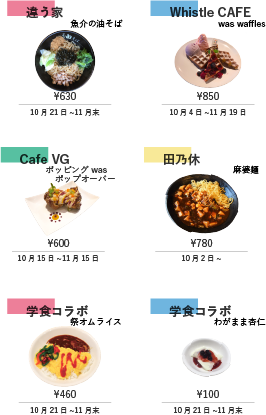 違う家
魚介の油そば
¥630
10月21日~11月末
Whistle CAFE
was waffles
¥850
10月4日~11月19日
Cafe VG
ポッピング was
ポップオーバー
¥600
10月15日~11月15日
田乃休
麻婆麺
¥780
10月2日~
学食コラボ
祭オムライス
¥460
10月21日~11月末
学食コラボ
わがまま杏仁
¥100
10月21日~11月末